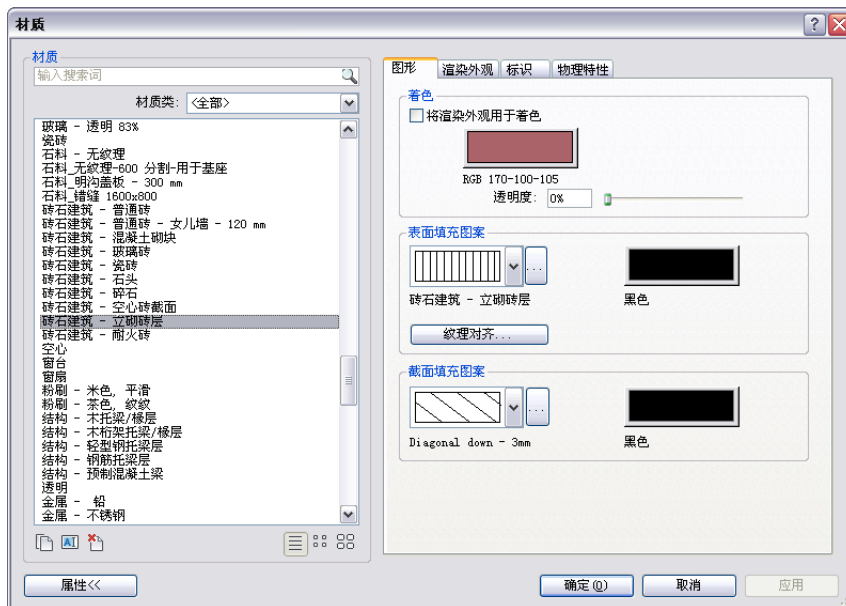 材质
材质
输入搜索词
材质类: <全部>
玻璃 - 透明 83%
瓷砖
石料 - 无纹理
石料_无纹理-600 分割-用于基座
石料_明沟盖板 - 300 mm
石料_错缝 1600x800
砖石建筑 - 普通砖
砖石建筑 - 普通砖 - 女儿墙 - 120 mm
砖石建筑 - 混凝土砌块
砖石建筑 - 玻璃砖
砖石建筑 - 瓷砖
砖石建筑 - 石头
砖石建筑 - 碎石
砖石建筑 - 空心砖截面
砖石建筑 - 立砌砖层
砖石建筑 - 耐火砖
空心
窗台
窗扇
粉刷 - 米色, 平滑
粉刷 - 茶色, 纹纹
结构 - 木托梁/椽层
结构 - 木桁架托梁/椽层
结构 - 轻型钢托梁层
结构 - 钢筋托梁层
结构 - 预制混凝土梁
透明
金属 - 铅
金属 - 不锈钢
AI
属性<<
图形 渲染外观 标识 物理特性
着色
将渲染外观用于着色
RGB 170-100-105
透明度: 0%
表面填充图案
...
砖石建筑 - 立砌砖层 黑色
纹理对齐...
截面填充图案
...
Diagonal down - 3mm 黑色
确定(O) 取消 应用